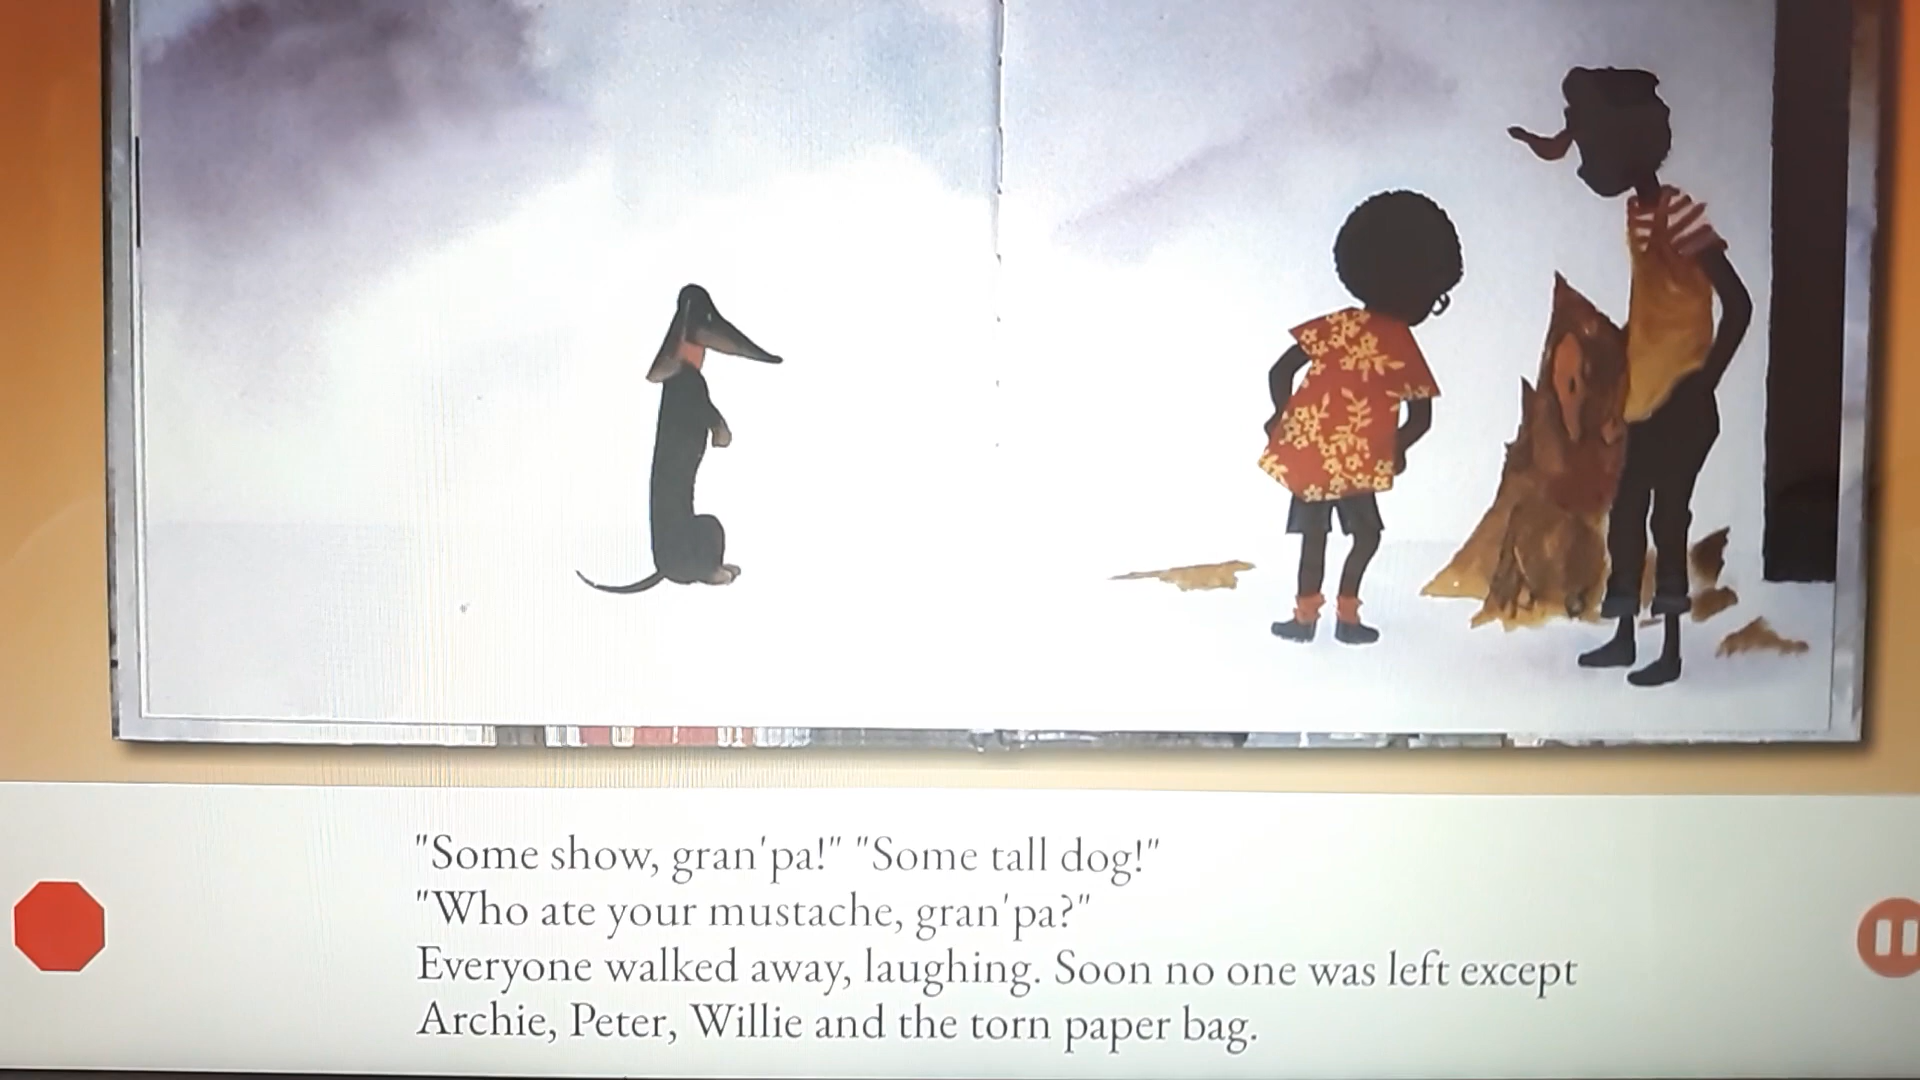 "Some show, gran'pa!" "Some tall dog!"
"Who ate your mustache, gran'pa?"
Everyone walked away, laughing. Soon no one was left except
Archie, Peter, Willie and the torn paper bag.